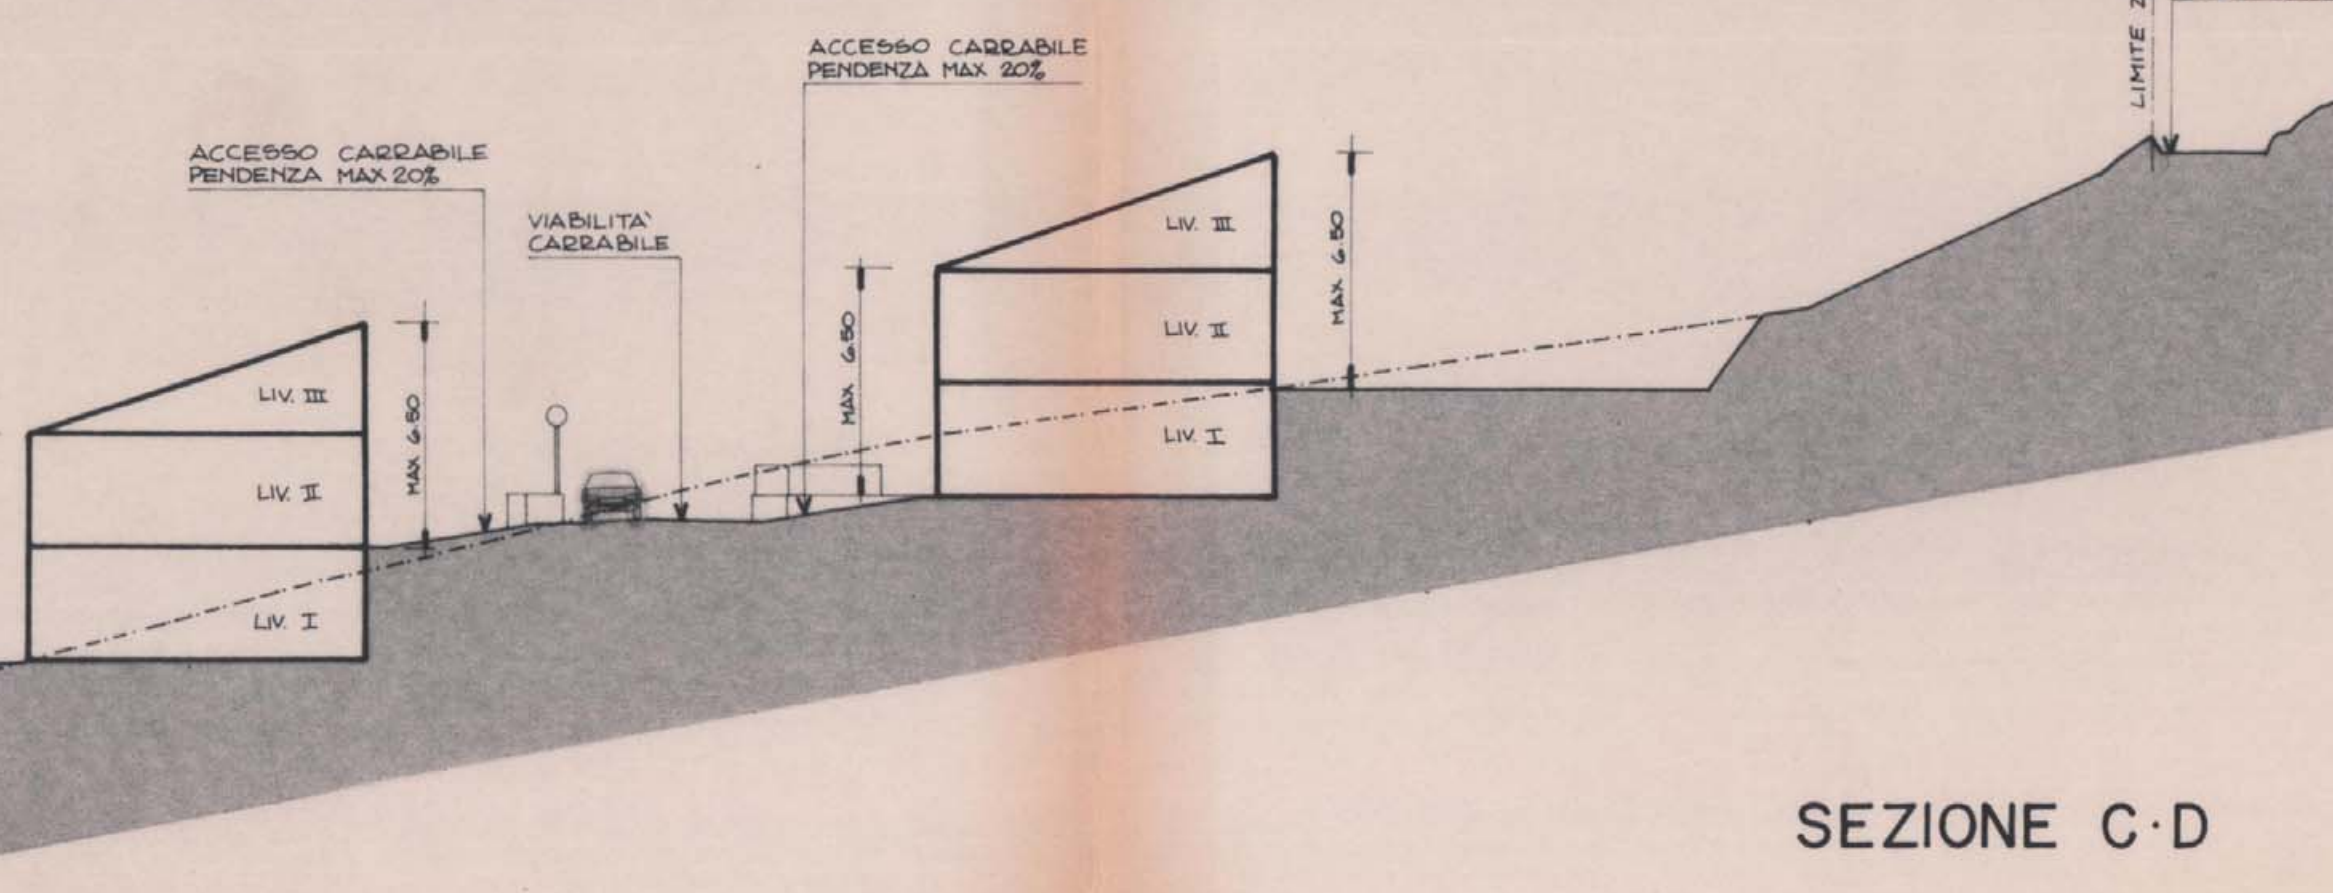 ACCESSO CARRABILE
PENDENZA MAX 20%
LIMITE
ACCESSO CARRABILE
PENDENZA MAX 20%
VIABILITA'
CARRABILE
LIV. III
LIV. II
LIV. I
MAX 6.50
MAX 6.50
LIV. III
LIV. II
LIV. I
MAX 6.50
SEZIONE C·D